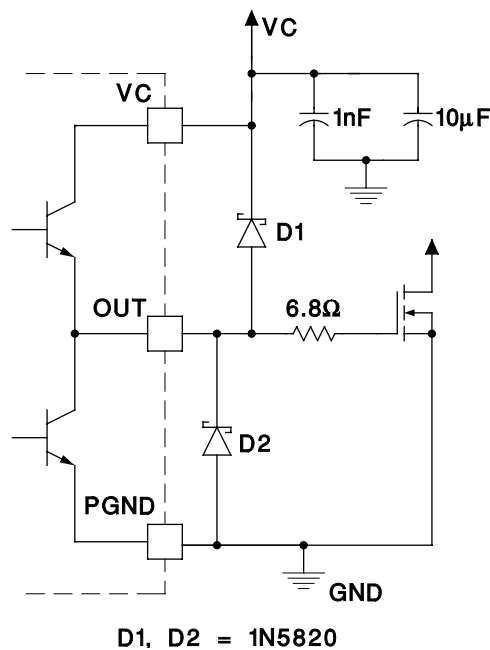 VC
VC
1nF
10µF
D1
OUT
6.8Ω
D2
PGND
GND
D1, D2 = 1N5820